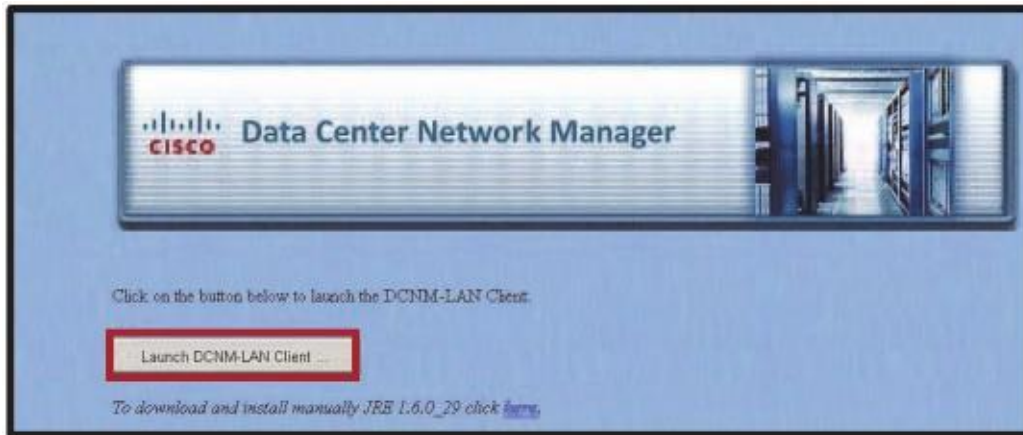 CISCO
Data Center Network Manager
Click on the button below to launch the DCNM-LAN Client.
Launch DCNM-LAN Client ...
To download and install manually JRE 1.6.0_29 click here.